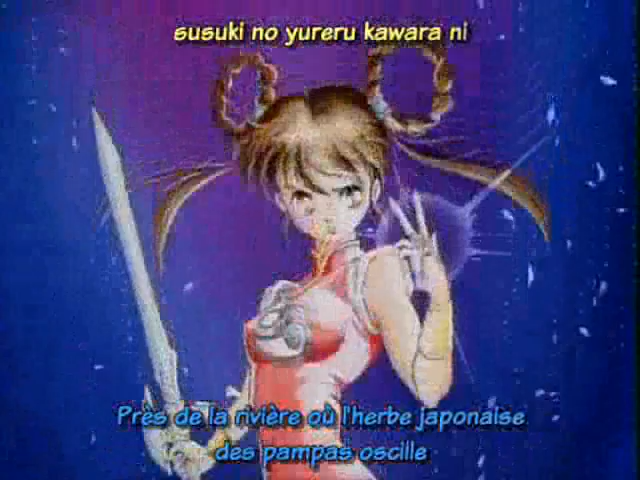 susuki no yureru kawara ni
Près de la rivière où l'herbe japonaise
des pampas oscille